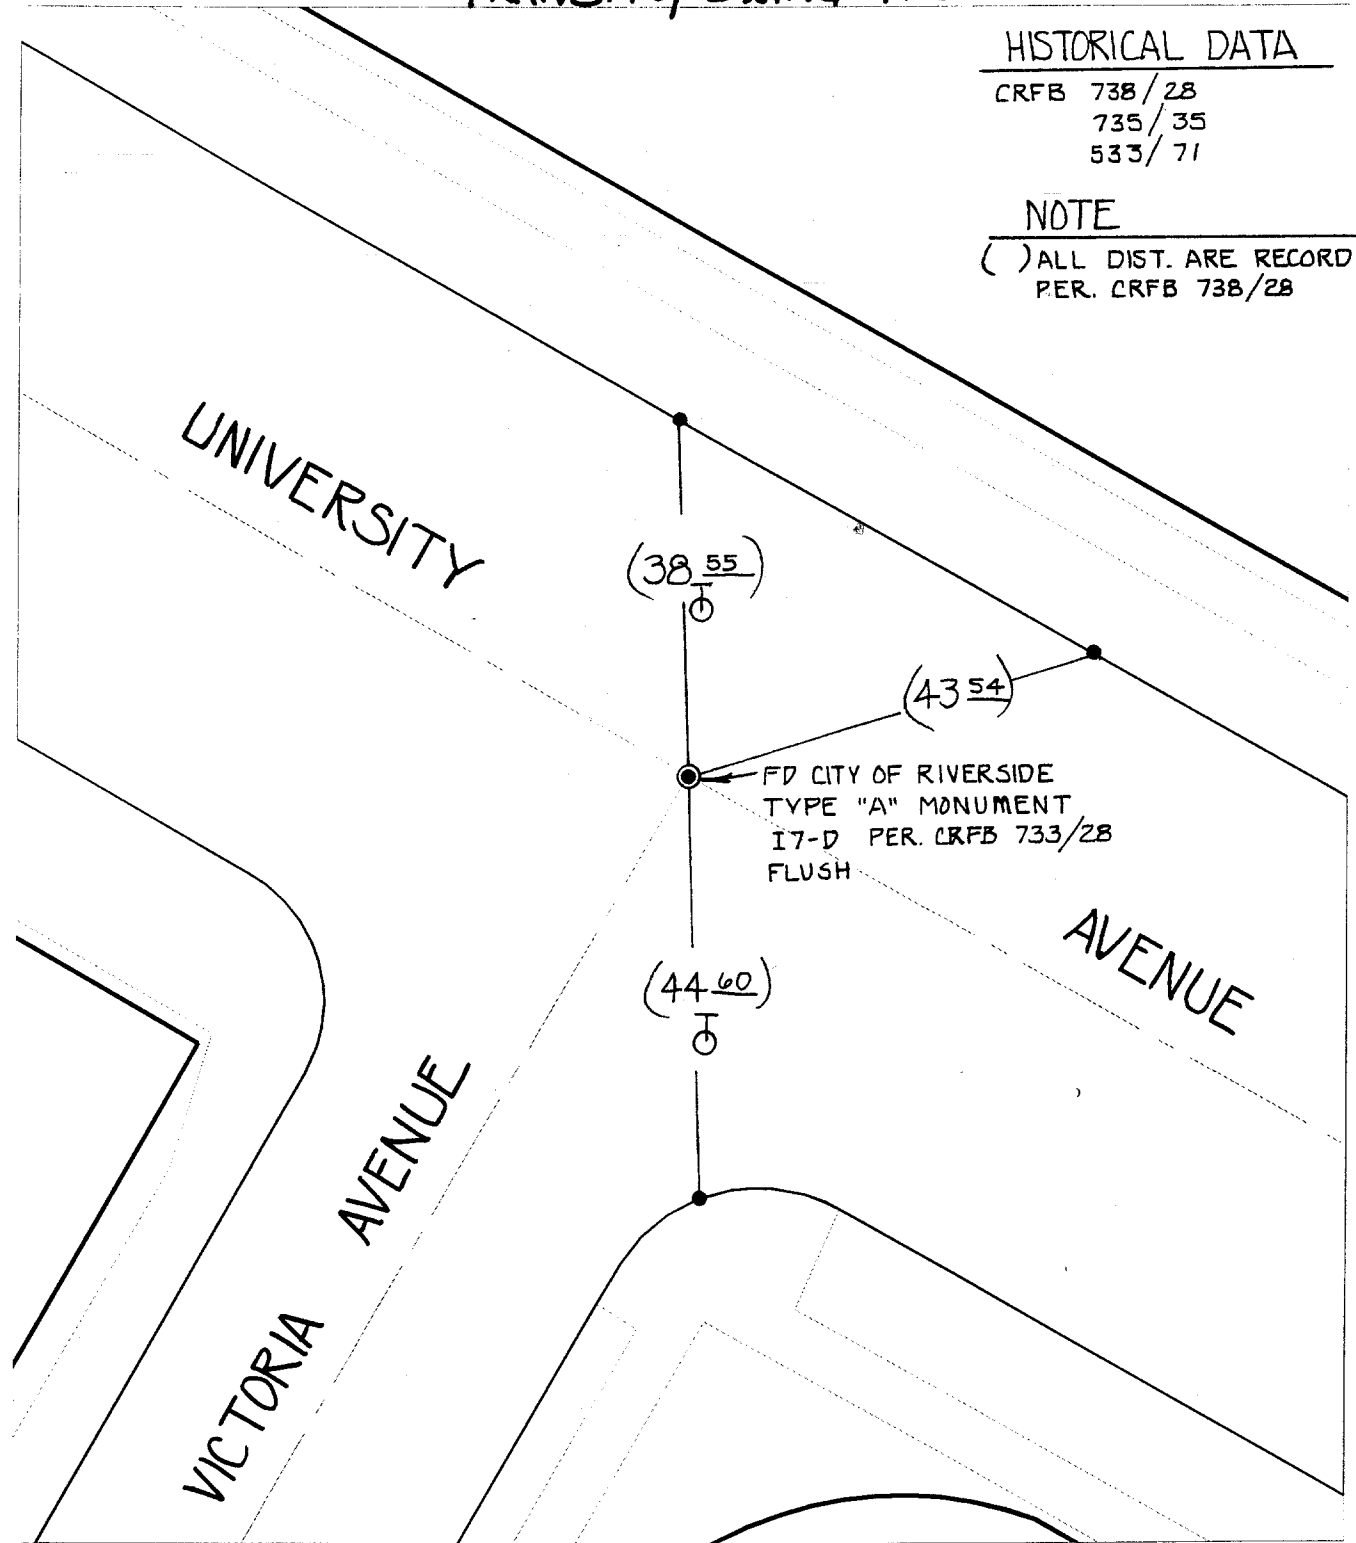 HISTORICAL DATA
CRFB 738/28
735/35
533/71
NOTE
( ) ALL DIST. ARE RECORD
PER. CRFB 738/28
UNIVERSITY
(38 55)
(43 54)
FD CITY OF RIVERSIDE
TYPE "A" MONUMENT
I7-D PER. CRFB 733/28
FLUSH
AVENUE
(44 60)
AVENUE
VICTORIA